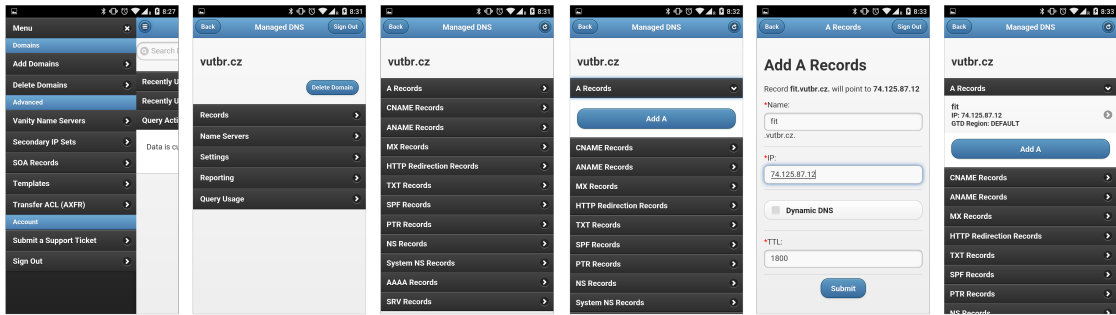 8:27
Menu
Domains
Add Domains
Delete Domains
Advanced
Vanity Name Servers
Secondary IP Sets
SOA Records
Templates
Transfer ACL (AXFR)
Account
Submit a Support Ticket
Sign Out
Search
Recently U
Recently U
Query Acti
Data is cu
8:31
Back
Managed DNS
Sign Out
vutbr.cz
Delete Domain
Records
Name Servers
Settings
Reporting
Query Usage
8:31
Back
Managed DNS
vutbr.cz
A Records
CNAME Records
ANAME Records
MX Records
HTTP Redirection Records
TXT Records
SPF Records
PTR Records
NS Records
System NS Records
AAAA Records
SRV Records
8:32
Back
Managed DNS
vutbr.cz
A Records
Add A
CNAME Records
ANAME Records
MX Records
HTTP Redirection Records
TXT Records
SPF Records
PTR Records
NS Records
System NS Records
8:33
Back
A Records
Sign Out
Add A Records
Record fit.vutbr.cz. will point to 74.125.87.12
*Name:
fit
.vutbr.cz.
*IP:
74.125.87.12
Dynamic DNS
*TTL:
1800
Submit
8:33
Back
Managed DNS
vutbr.cz
A Records
fit
IP: 74.125.87.12
GTD Region: DEFAULT
Add A
CNAME Records
ANAME Records
MX Records
HTTP Redirection Records
TXT Records
SPF Records
PTR Records
NS Records